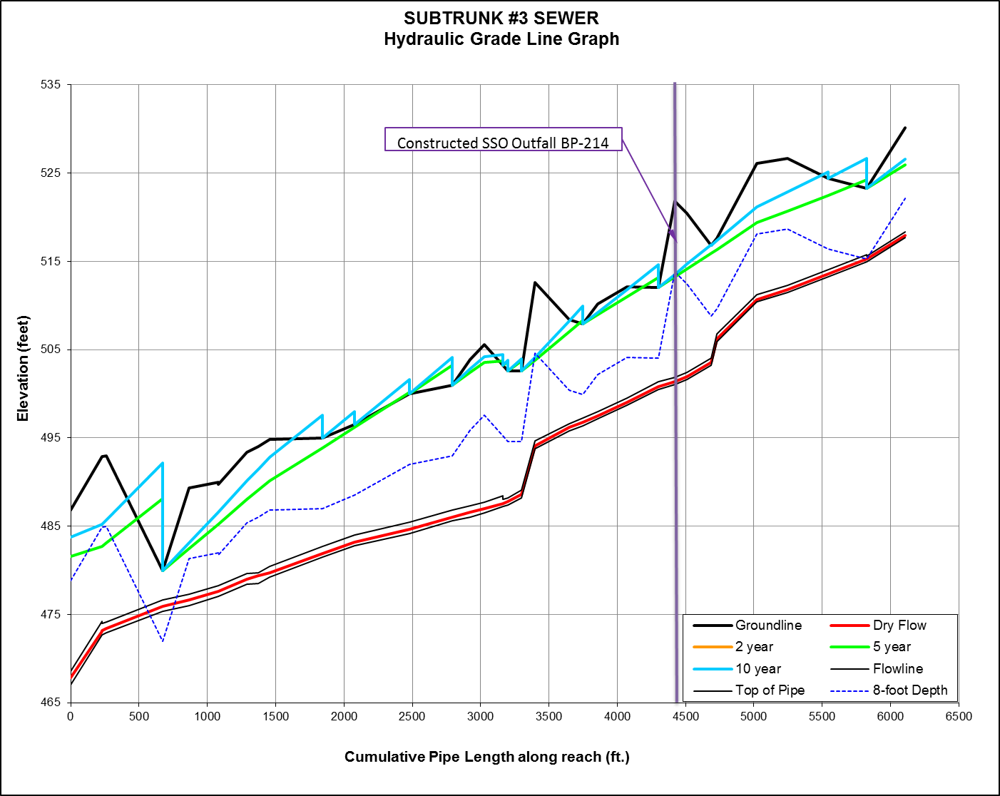 SUBTRUNK #3 SEWER
Hydraulic Grade Line Graph
535
525
515
505
495
485
475
465
Elevation (feet)
Constructed SSO Outfall BP-214
Groundline
Dry Flow
2 year
5 year
10 year
Flowline
Top of Pipe
8-foot Depth
0
500
1000
1500
2000
2500
3000
3500
4000
4500
5000
5500
6000
6500
Cumulative Pipe Length along reach (ft.)